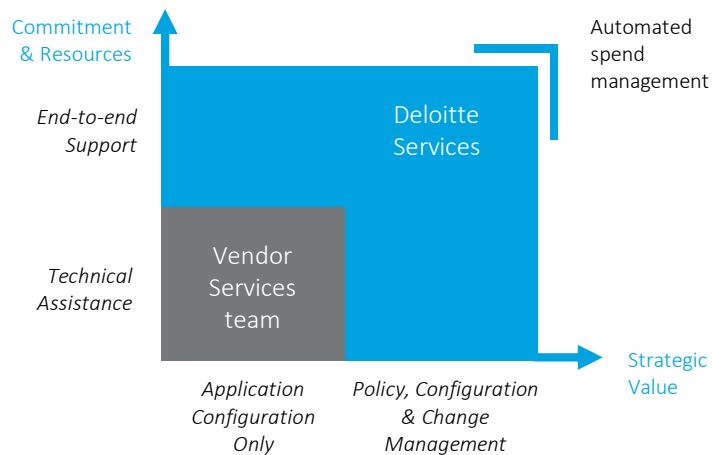 Commitment
& Resources
Automated
spend
management
End-to-end
Support
Deloitte
Services
Technical
Assistance
Vendor
Services
team
Strategic
Value
Application
Configuration
Only
Policy, Configuration
& Change
Management